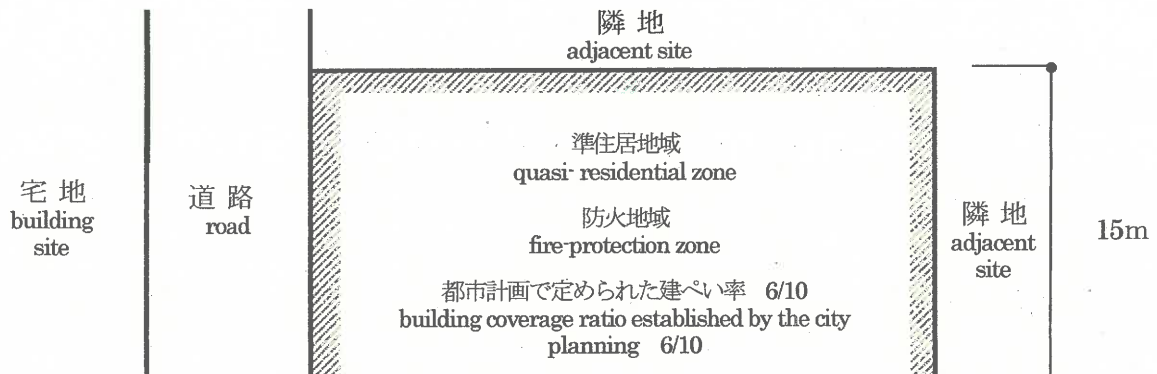 隣地
adjacent site
準住居地域
quasi- residential zone
宅地
building
site
道路
road
防火地域
fire-protection zone
隣地
adjacent
site
15m
都市計画で定められた建ぺい率 6/10
building coverage ratio established by the city
planning 6/10